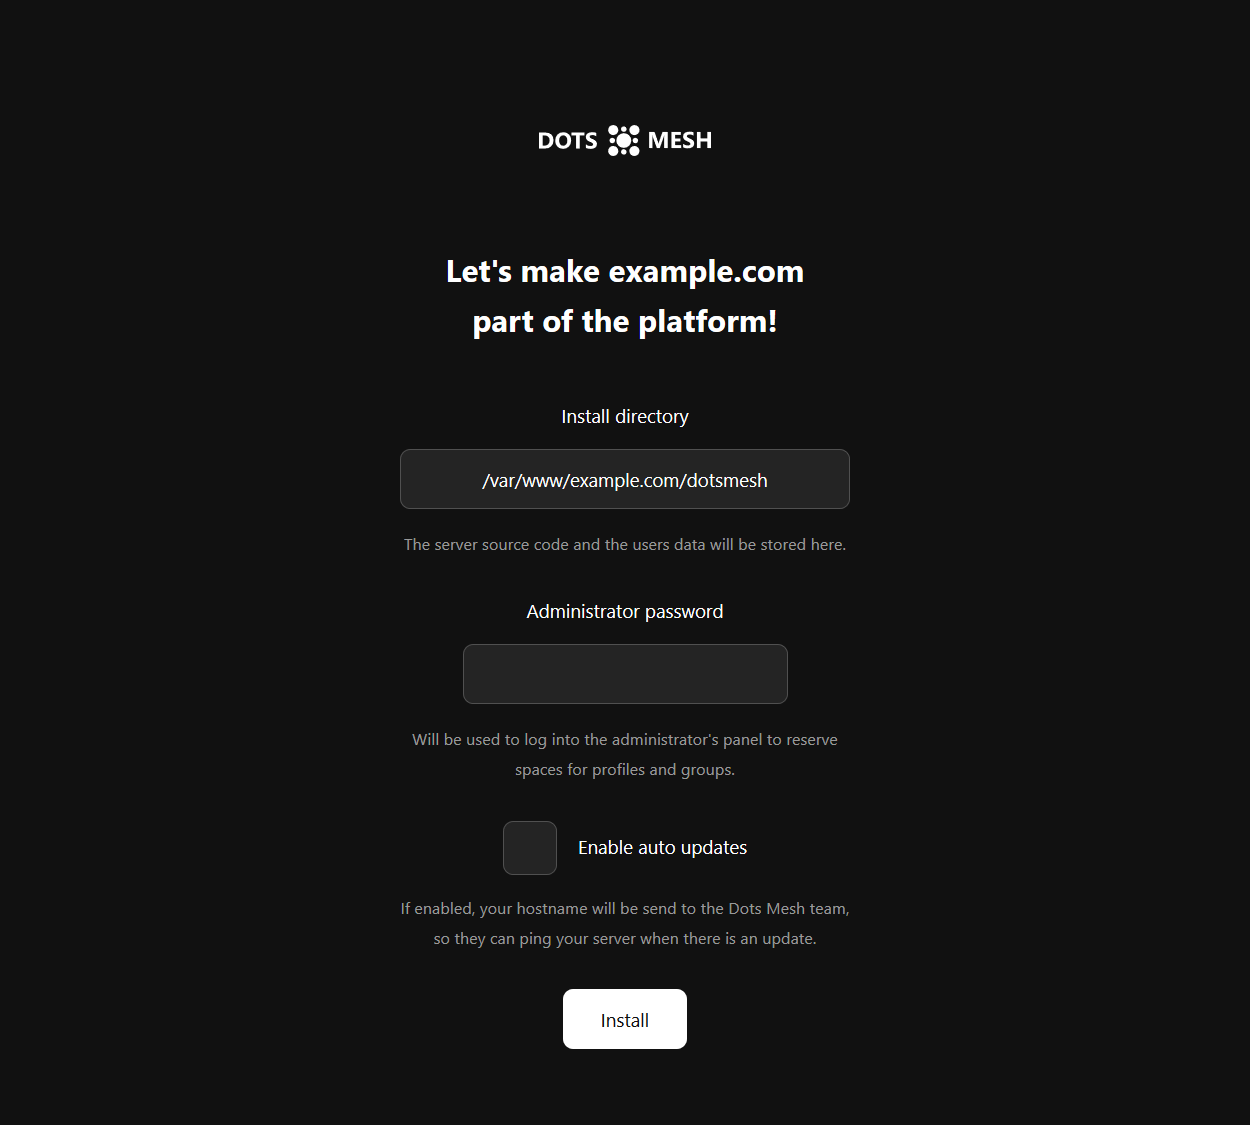 DOTS MESH
Let's make example.com
part of the platform!
Install directory
/var/www/example.com/dotsmesh
The server source code and the users data will be stored here.
Administrator password
Will be used to log into the administrator's panel to reserve
spaces for profiles and groups.
Enable auto updates
If enabled, your hostname will be send to the Dots Mesh team,
so they can ping your server when there is an update.
Install